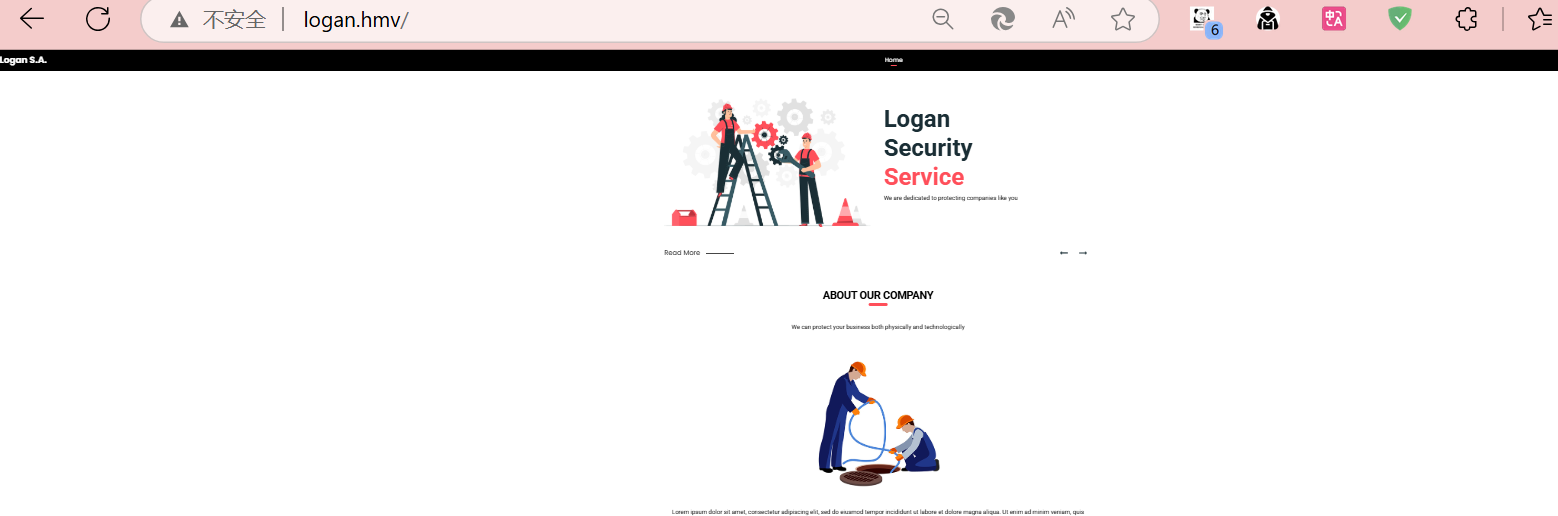 不安全 logan.hmv/
6
Logan S.A.
Home
Logan
Security
Service
We are dedicated to protecting companies like you
Read More
ABOUT OUR COMPANY
We can protect your business both physically and technologically
Lorem ipsum dolor sit amet, consectetur adipiscing elit, sed do eiusmod tempor incididunt ut labore et dolore magna aliqua. Ut enim ad minim veniam, quis